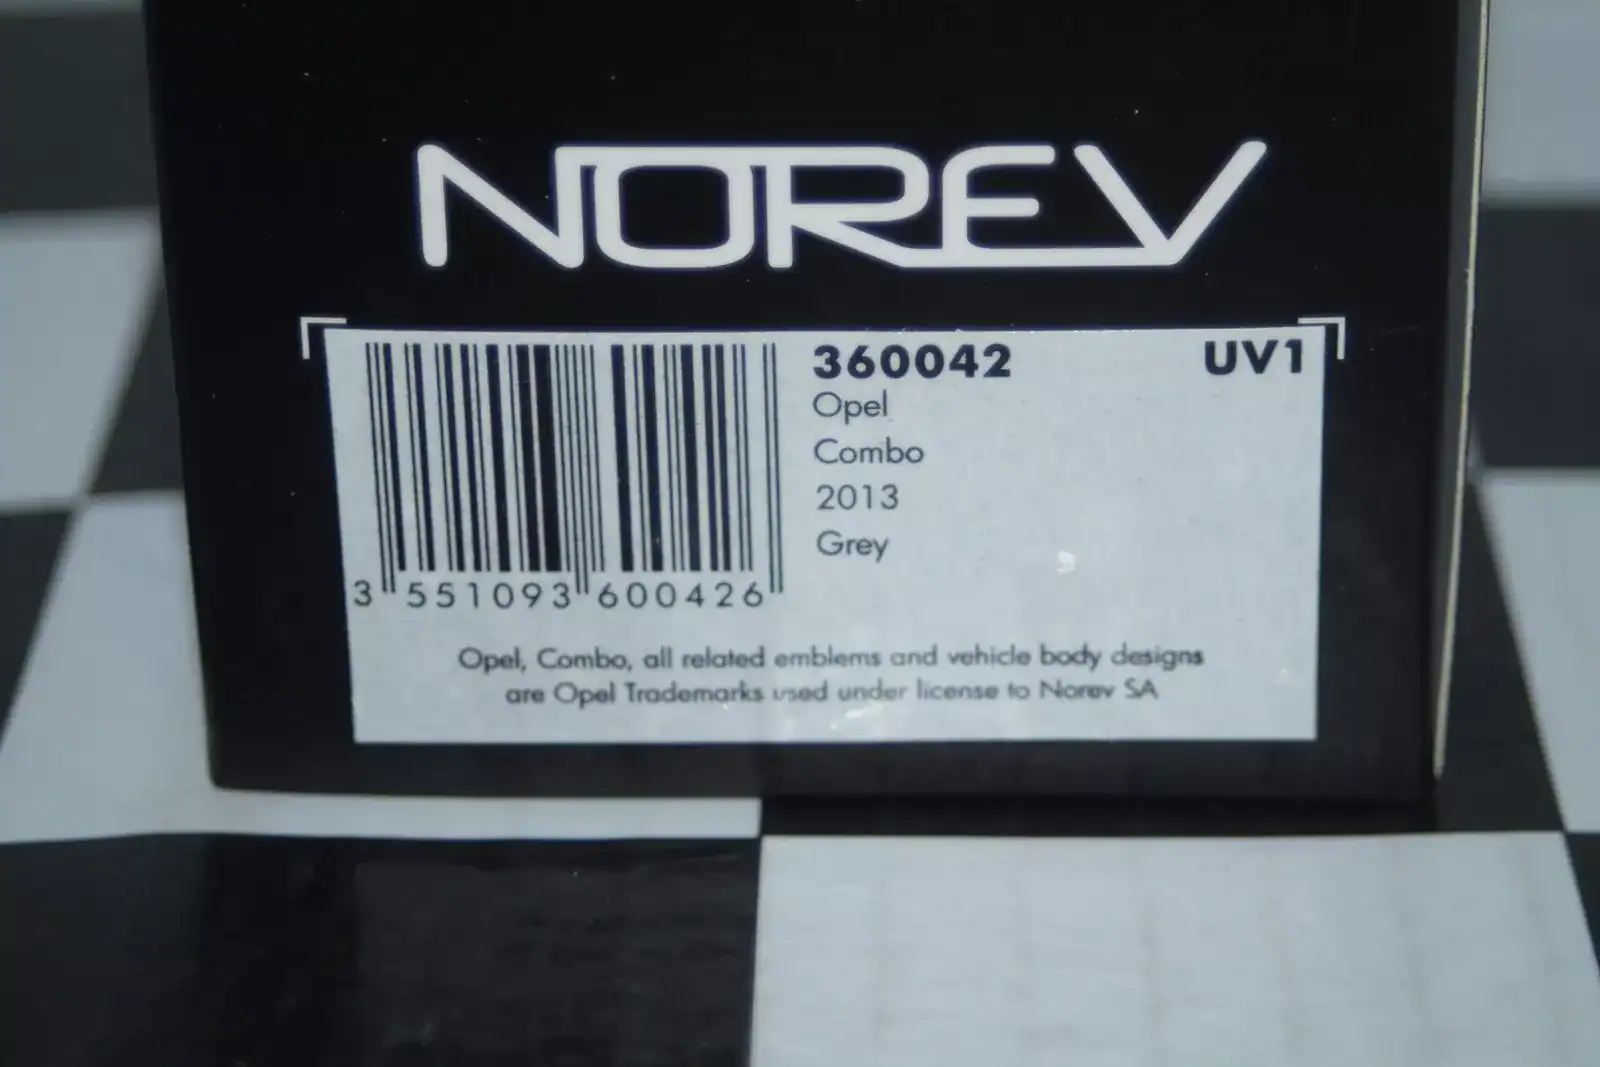 NOREV
360042 UV1
Opel
Combo
2013
Grey
3 551093 600426
Opel, Combo, all related emblems and vehicle body designs
are Opel Trademarks used under license to Norev SA